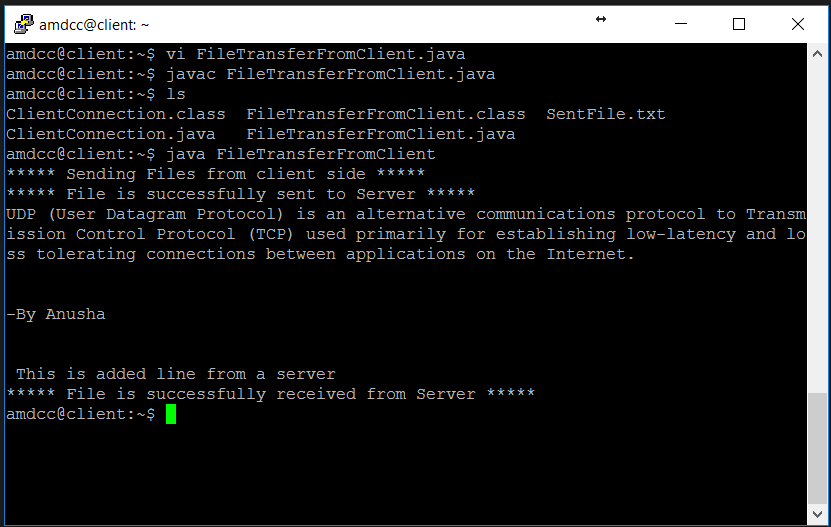 amdcc@client: ~
amdcc@client:~$ vi FileTransferFromClient.java
amdcc@client:~$ javac FileTransferFromClient.java
amdcc@client:~$ ls
ClientConnection.class  FileTransferFromClient.class  SentFile.txt
ClientConnection.java   FileTransferFromClient.java
amdcc@client:~$ java FileTransferFromClient
***** Sending Files from client side *****
***** File is successfully sent to Server *****
UDP (User Datagram Protocol) is an alternative communications protocol to Transm
ission Control Protocol (TCP) used primarily for establishing low-latency and lo
ss tolerating connections between applications on the Internet.
-By Anusha
This is added line from a server
***** File is successfully received from Server *****
amdcc@client:~$